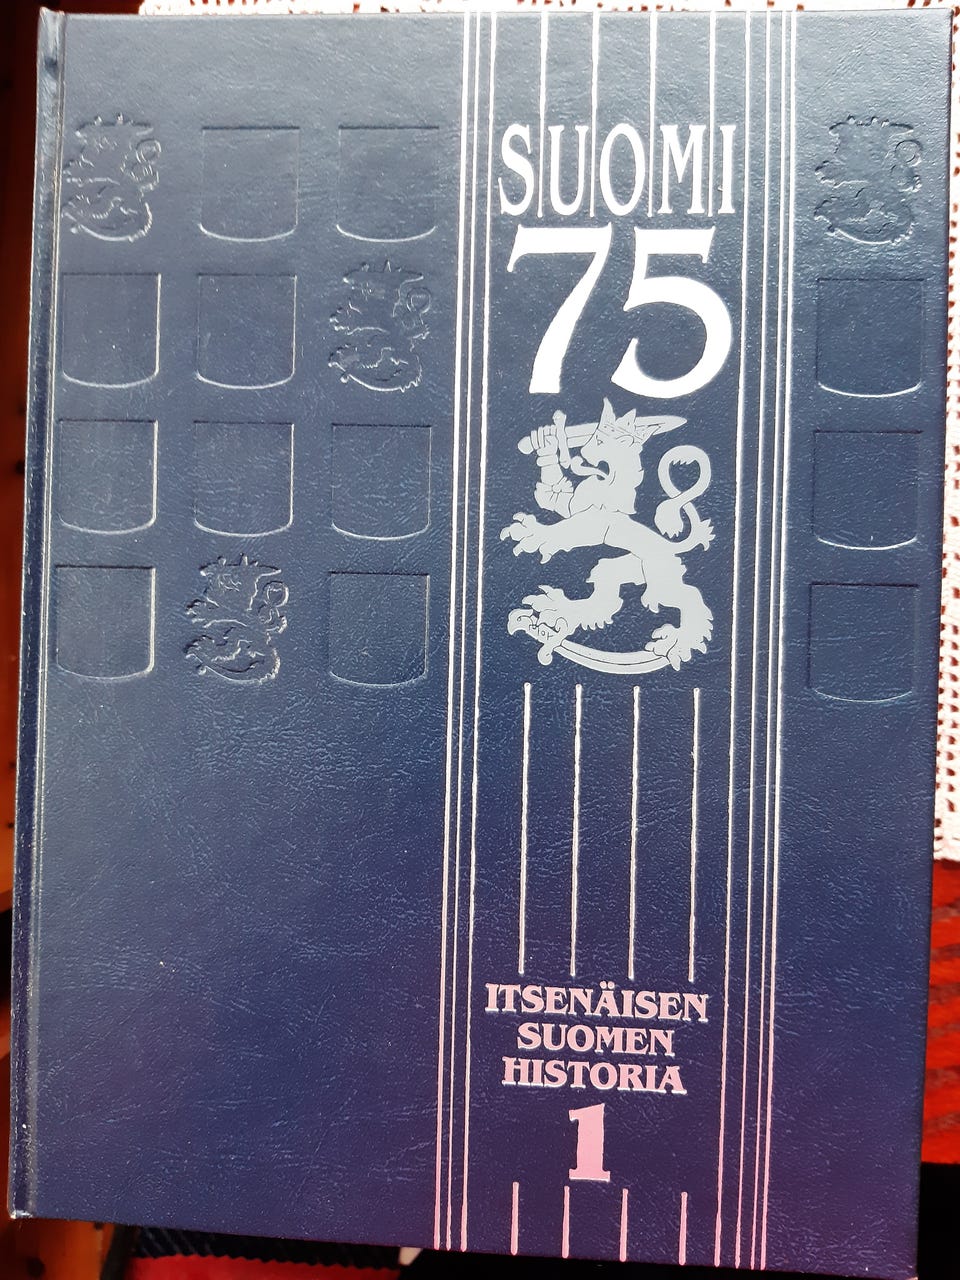 SUOMI
75
ITSENÄISEN
SUOMEN
HISTORIA
1